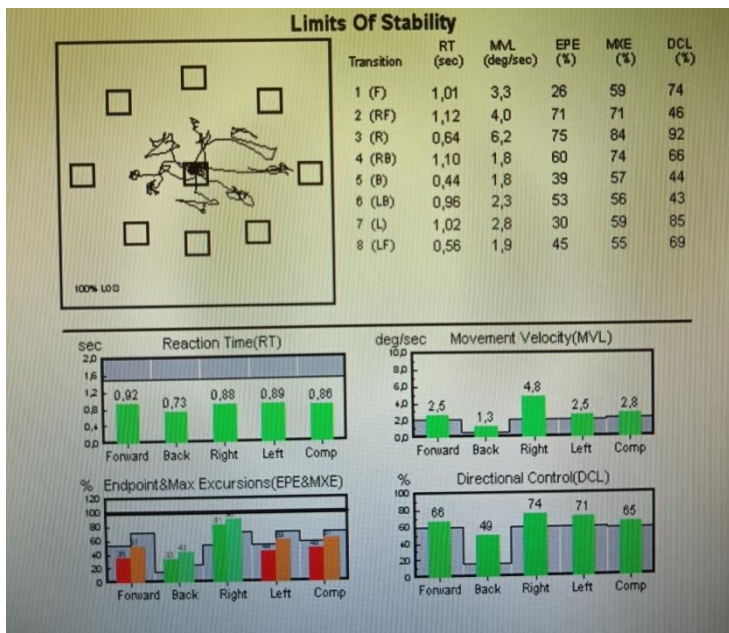 Limits Of Stability
Transition RT (sec) MVL (deg/sec) EPE (%) MXE (%) DCL (%)
1 (F) 1,01 3,3 26 59 74
2 (RF) 1,12 4,0 71 71 46
3 (R) 0,64 6,2 75 84 92
4 (RB) 1,10 1,8 60 74 66
5 (B) 0,44 1,8 39 57 44
6 (LB) 0,96 2,3 53 56 43
7 (L) 1,02 2,8 30 59 85
8 (LF) 0,56 1,9 45 55 69
100% LOS
sec Reaction Time(RT)
2,0
1,6
1,2
0,8
0,4
0,0
0,92 0,73 0,88 0,89 0,86
Forward Back Right Left Comp
deg/sec Movement Velocity(MVL)
10,0
8,0
6,0
4,0
2,0
0,0
2,5 1,3 4,8 2,5 2,8
Forward Back Right Left Comp
% Endpoint&Max Excursions(EPE&MXE)
120
100
80
60
40
20
0
Forward Back Right Left Comp
% Directional Control(DCL)
100
80
60
40
20
0
66 49 74 71 65
Forward Back Right Left Comp